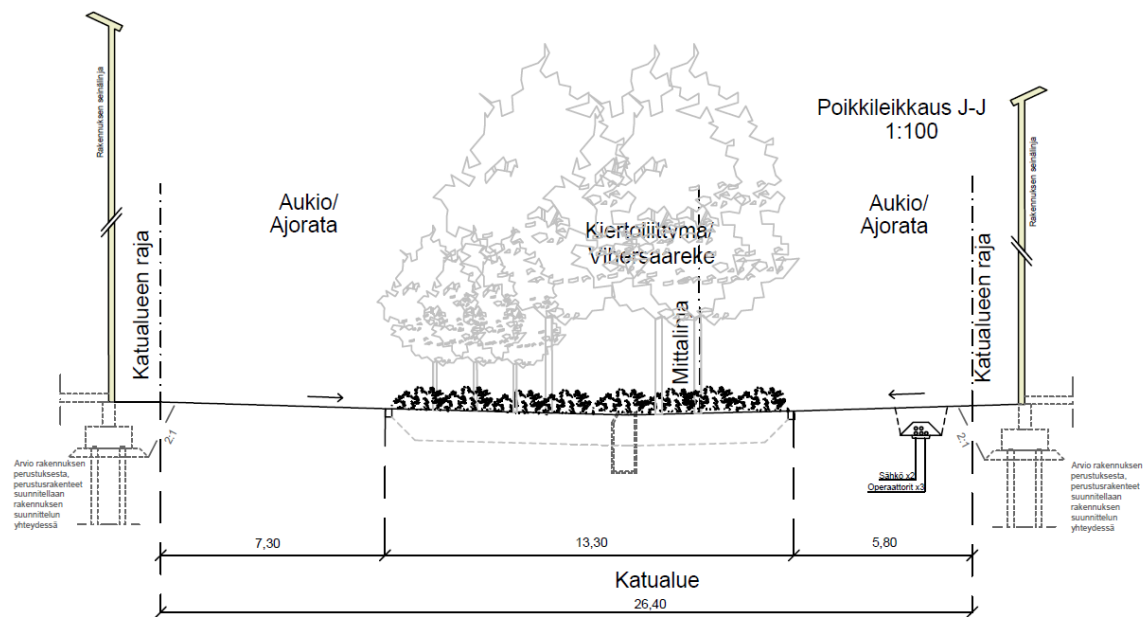 Poikkileikkaus J-J
1:100
Rakennuksen seinälinja
Rakennuksen seinälinja
Aukio/
Ajorata
Kiertoliittymä/
Vihersaareke
Aukio/
Ajorata
Katualueen raja
Mittalinja
Katualueen raja
2:1
2:1
Arvio rakennuksen
perustuksesta,
perustusrakenteet
suunnitellaan
rakennuksen
suunnittelun
yhteydessä
Sähkö x2
Operaattorit x3
Arvio rakennuksen
perustuksesta,
perustusrakenteet
suunnitellaan
rakennuksen
suunnittelun
yhteydessä
7,30
13,30
5,80
Katualue
26,40